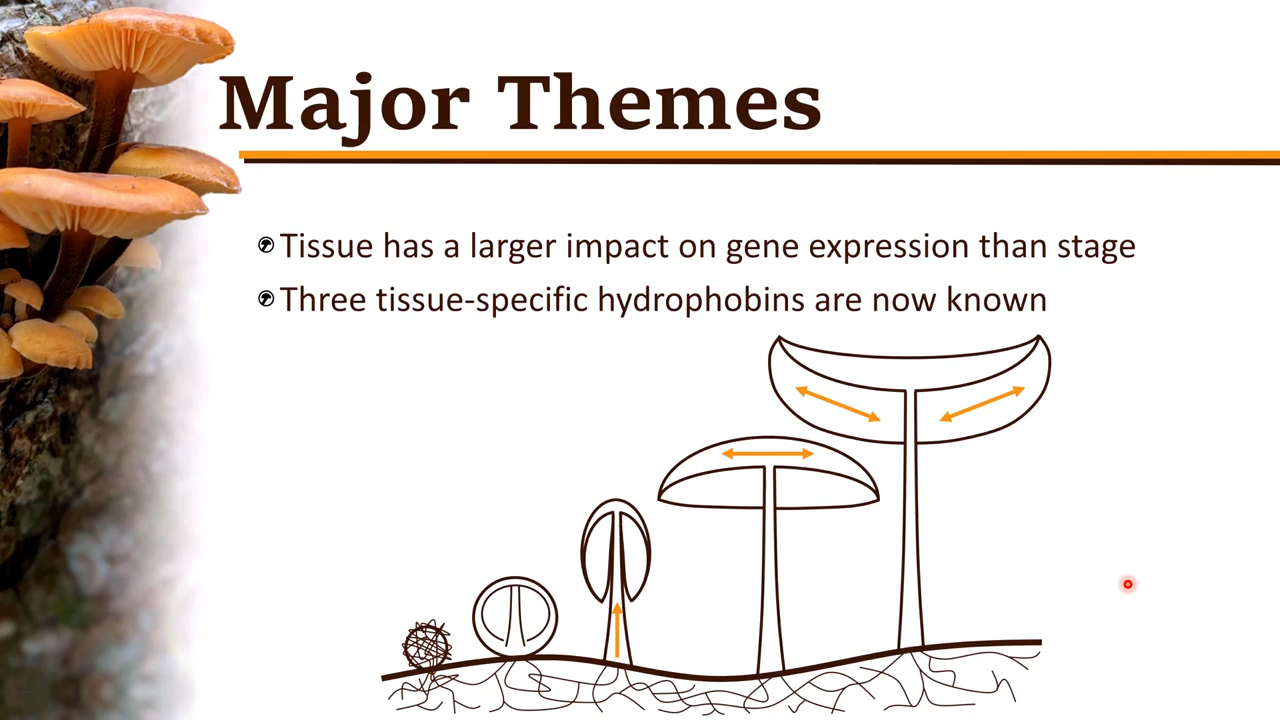 Major Themes
Tissue has a larger impact on gene expression than stage
Three tissue-specific hydrophobins are now known